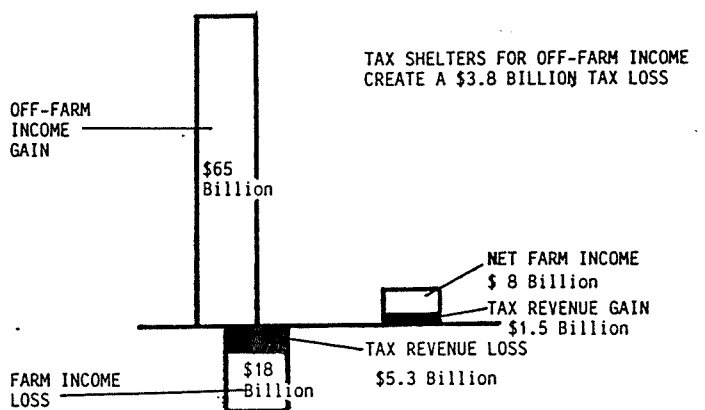 TAX SHELTERS FOR OFF-FARM INCOME
CREATE A $3.8 BILLION TAX LOSS
OFF-FARM
INCOME
GAIN
$65
Billion
NET FARM INCOME
$ 8 Billion
TAX REVENUE GAIN
$1.5 Billion
TAX REVENUE LOSS
$5.3 Billion
$18
Billion
FARM INCOME
LOSS